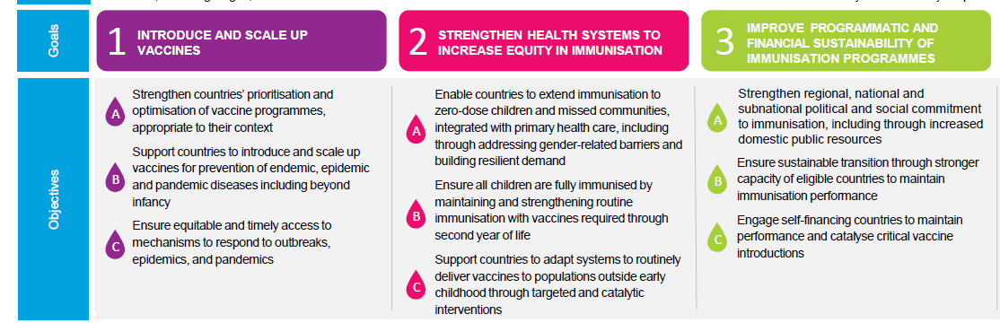 Goals
1
INTRODUCE AND SCALE UP
VACCINES
2
STRENGTHEN HEALTH SYSTEMS TO
INCREASE EQUITY IN IMMUNISATION
3
IMPROVE PROGRAMMATIC AND
FINANCIAL SUSTAINABILITY OF
IMMUNISATION PROGRAMMES
Objectives
A
Strengthen countries' prioritisation and
optimisation of vaccine programmes,
appropriate to their context
B
Support countries to introduce and scale up
vaccines for prevention of endemic, epidemic
and pandemic diseases including beyond
infancy
C
Ensure equitable and timely access to
mechanisms to respond to outbreaks,
epidemics, and pandemics
A
Enable countries to extend immunisation to
zero-dose children and missed communities,
integrated with primary health care, including
through addressing gender-related barriers and
building resilient demand
B
Ensure all children are fully immunised by
maintaining and strengthening routine
immunisation with vaccines required through
second year of life
C
Support countries to adapt systems to routinely
deliver vaccines to populations outside early
childhood through targeted and catalytic
interventions
A
Strengthen regional, national and
subnational political and social commitment
to immunisation, including through increased
domestic public resources
B
Ensure sustainable transition through stronger
capacity of eligible countries to maintain
immunisation performance
C
Engage self-financing countries to maintain
performance and catalyse critical vaccine
introductions